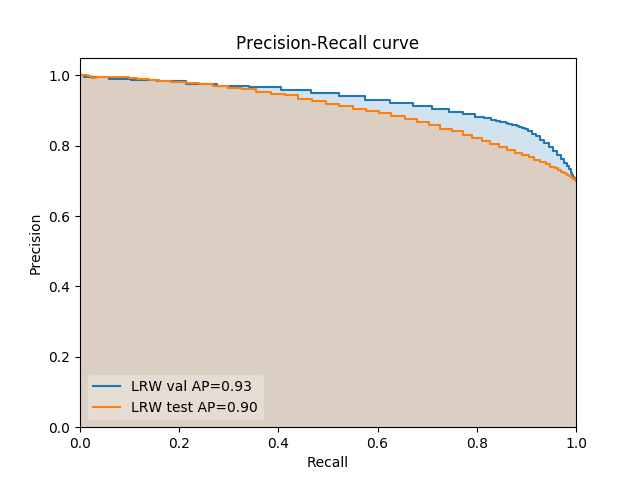 Precision-Recall curve
Precision
1.0
0.8
0.6
0.4
0.2
0.0
LRW val AP=0.93
LRW test AP=0.90
0.0 0.2 0.4 0.6 0.8 1.0
Recall